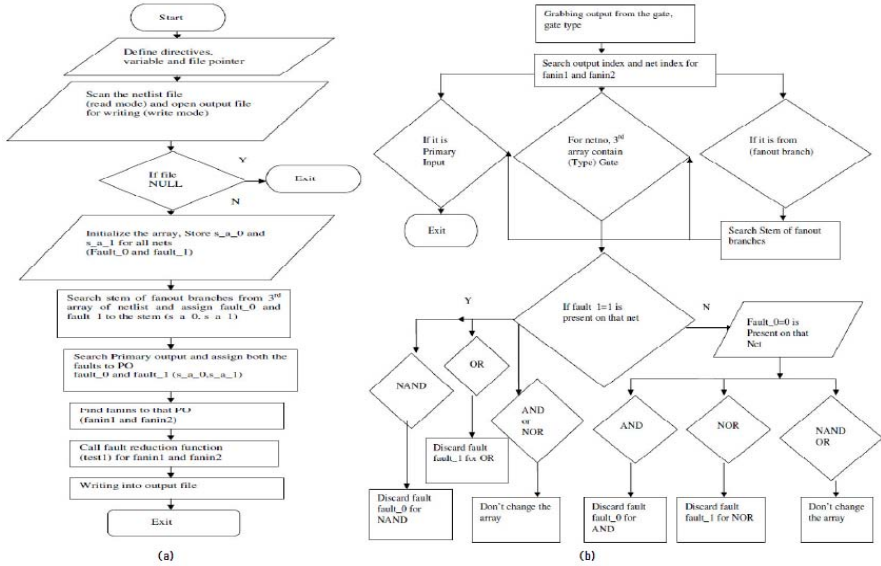 Start
Define directives,
variable and file pointer
Scan the netlist file
(read mode) and open output file
for writing (write mode)
If file
NULL
Y
Exit
N
Initialize the array, Store s_a_0 and
s_a_1 for all nets
(Fault_0 and fault_1)
Search stem of fanout branches from 3rd
array of netlist and assign fault_0 and
fault_1 to the stem (s_a_0, s_a_1)
Search Primary output and assign both the
faults to PO
fault_0 and fault_1 (s_a_0,s_a_1)
Find fanins to that PO
(fanin1 and fanin2)
Call fault reduction function
(test1) for fanin1 and fanin2
Writing into output file
Exit
(a)
Grabbing output from the gate,
gate type
Search output index and net index for
fanin1 and fanin2
If it is
Primary
Input
For netno, 3rd
array contain
(Type) Gate
If it is from
(fanout branch)
Exit
Search Stem of fanout
branches
If fault_1=1 is
present on that net
Y
N
Fault_0=0 is
Present on that
Net
NAND
OR
AND
or
NOR
AND
NOR
NAND
OR
Discard fault
fault_1 for OR
Discard fault
fault_0 for
NAND
Don't change the
array
Discard fault
fault_0 for
AND
Discard fault
fault_1 for NOR
Don't change
the array
(b)